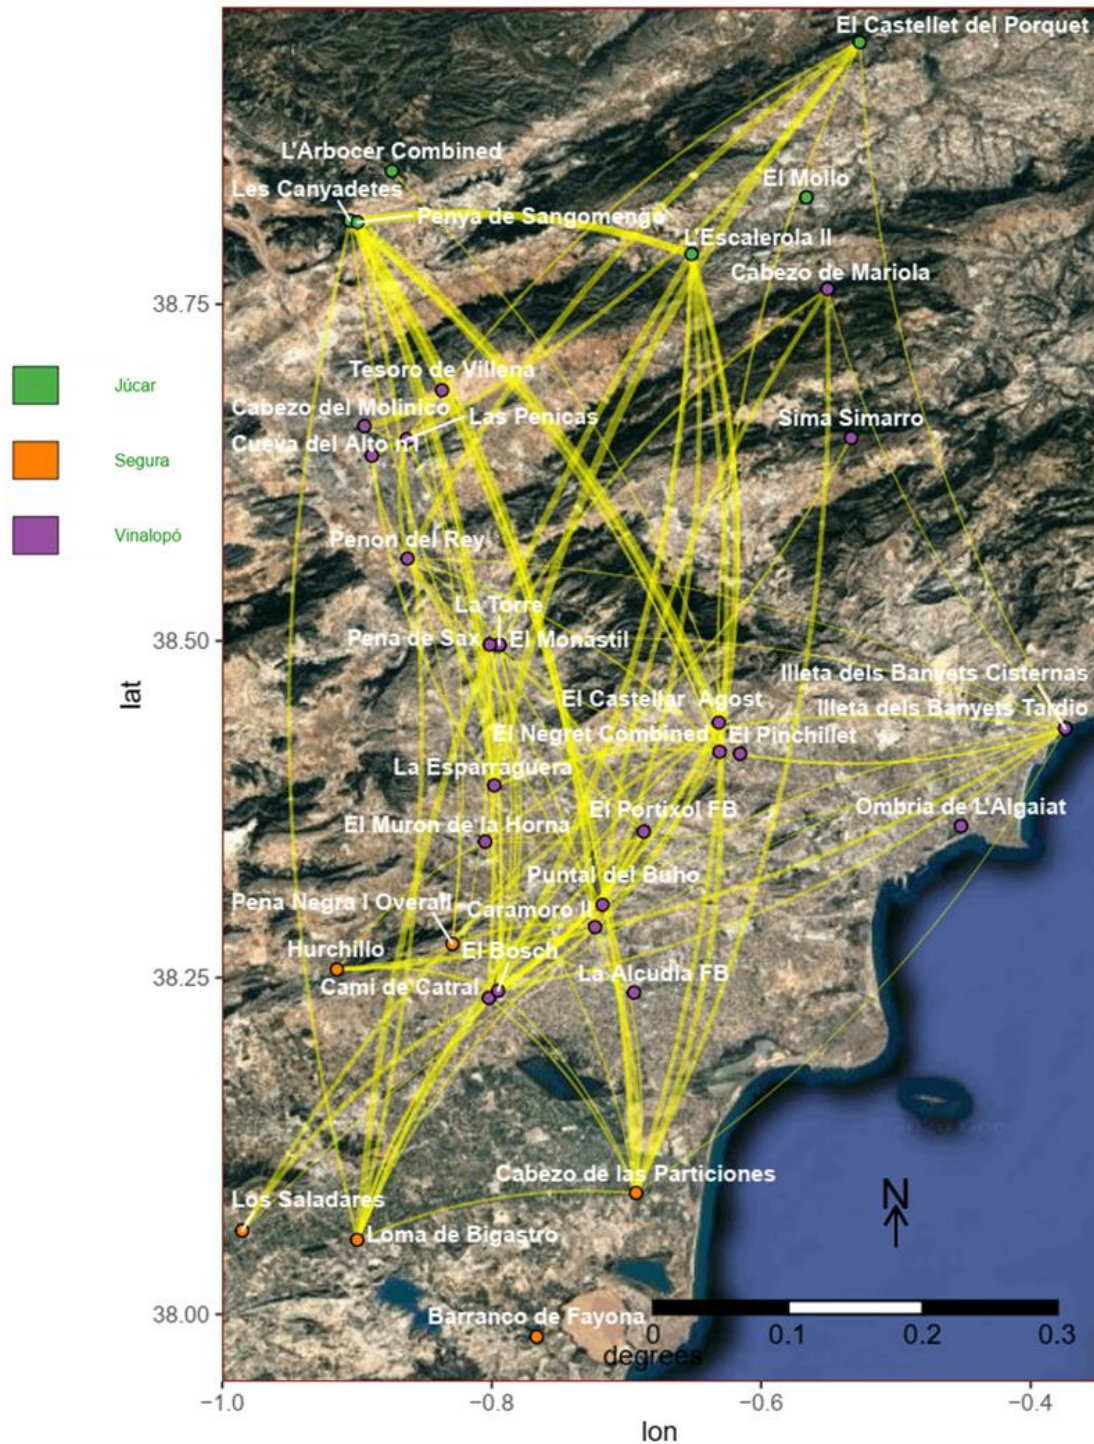 El Castellet del Porquet
L'Arbocer Combined
Les Canyadetes
El Mollo
Penya de Sangomengo
L'Escalerola II
Cabezo de Mariola
38.75
Júcar
Tesoro de Villena
Cabezo del Molinico
Las Penicas
Sima Simarro
Cueva del Alto n1
Segura
Vinalopó
Penon del Rey
La Torre
38.50
Pena de Sax
El Monastil
Illeta dels Banyets Cisternas
lat
El Castellar Agost
Illeta dels Banyets Tardio
El Negret Combined
El Pinchillet
La Esparraguera
El Portixol FB
Ombria de L'Algaiat
El Muron de la Horna
Puntal del Buho
Pena Negra I Overall
Caramoro II
Hurchillo
El Bosch
38.25
Cami de Catral
La Alcudia FB
Cabezo de las Particiones
N
Los Saladares
Loma de Bigastro
38.00
Barranco de Fayona
0
0.1
0.2
0.3
degrees
−1.0
−0.8
−0.6
−0.4
lon